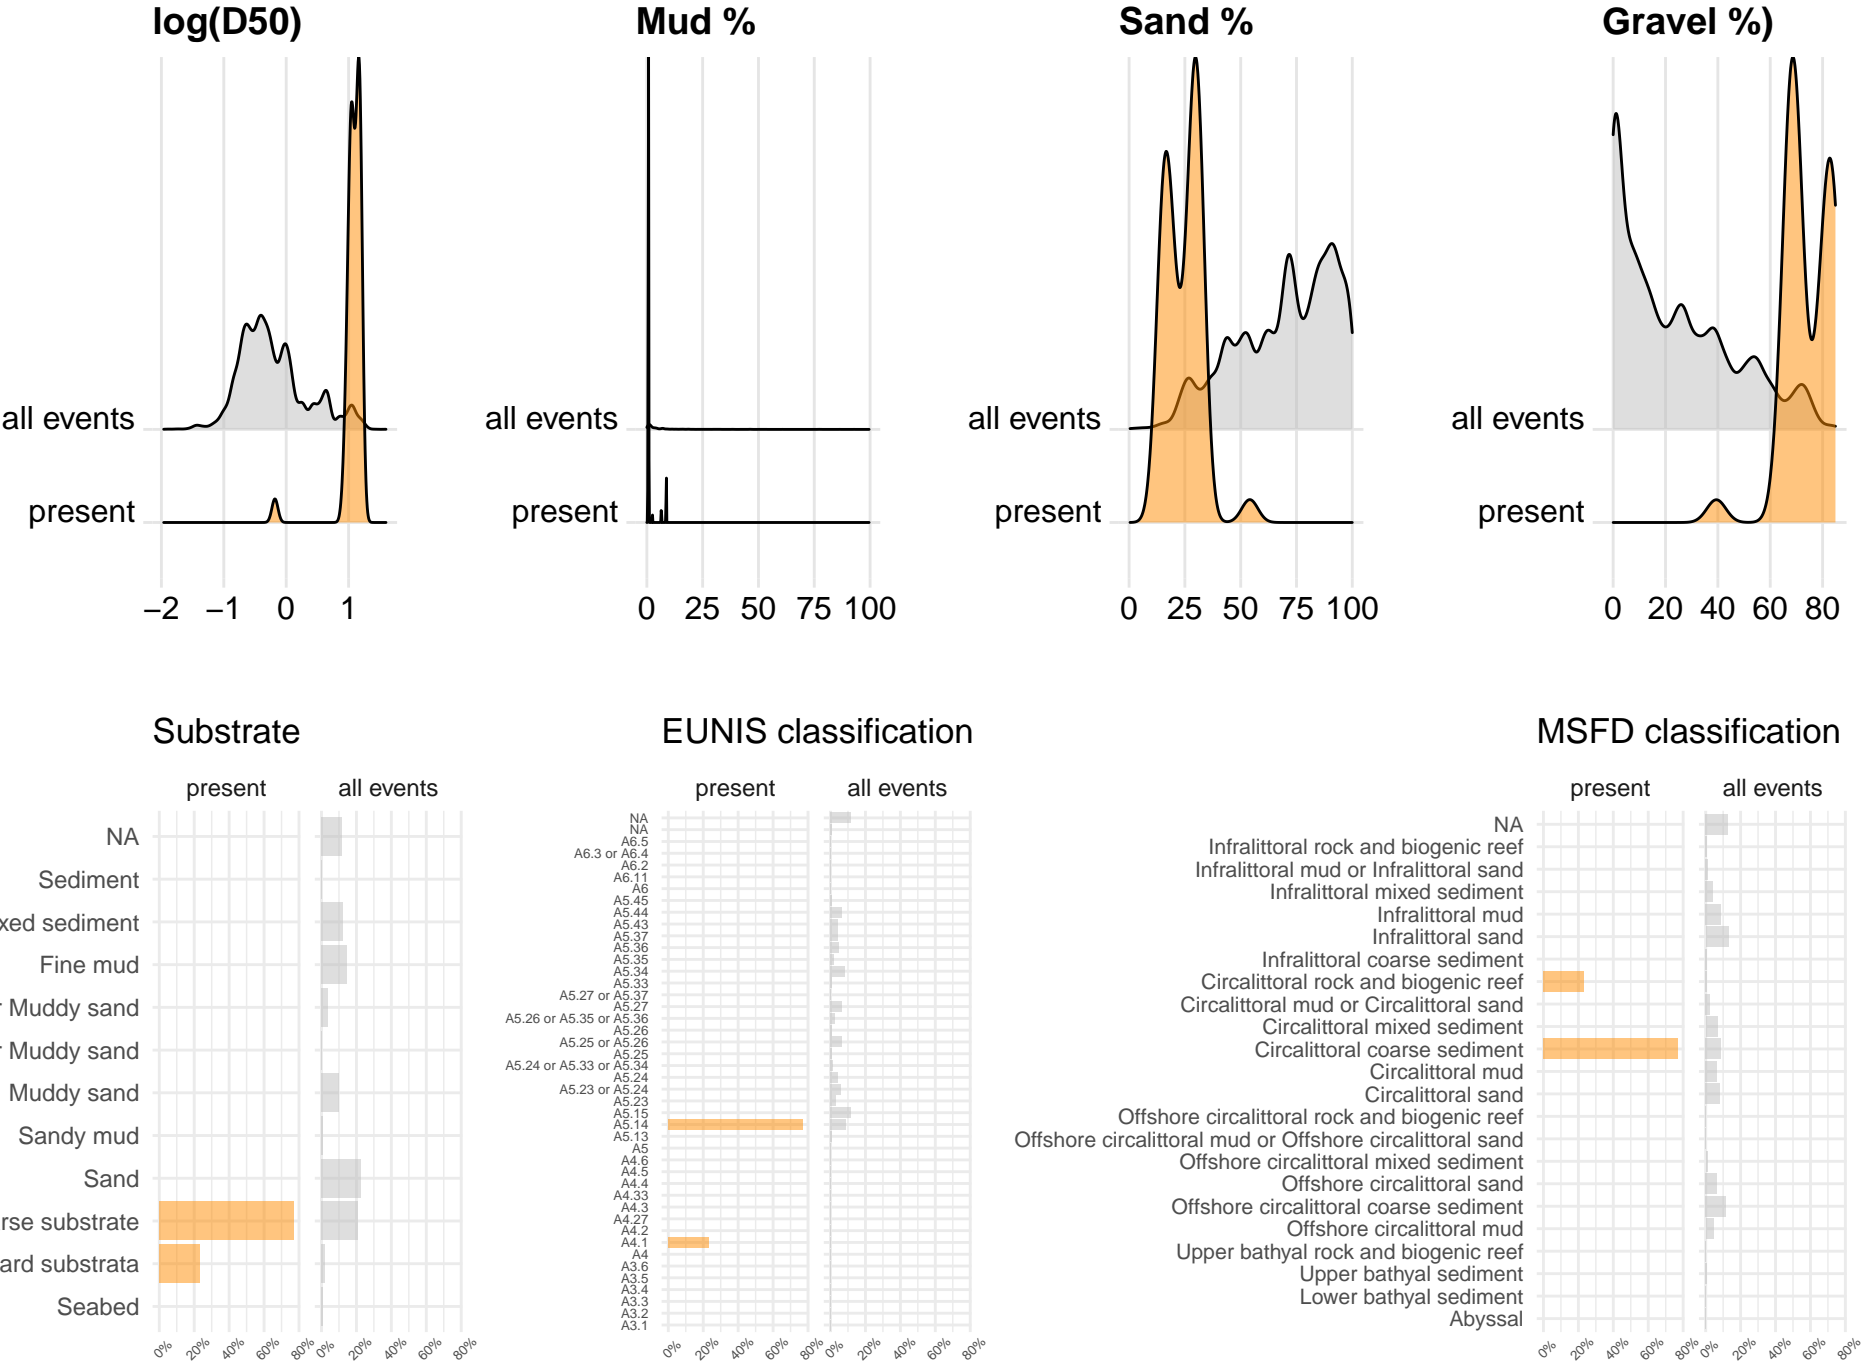 log(D50)
Mud %
Sand %
Gravel %)
all events
present
−2 −1 0 1
all events
present
0 25 50 75 100
all events
present
0 25 50 75 100
all events
present
0 20 40 60 80
Substrate
present all events
NA
Sediment
xed sediment
Fine mud
r Muddy sand
r Muddy sand
Muddy sand
Sandy mud
Sand
rse substrate
ard substrata
Seabed
0% 20% 40% 60% 80% 0% 20% 40% 60% 80%
EUNIS classification
present all events
NA
NA
A6.5
A6.3 or A6.4
A6.2
A6.11
A6
A5.45
A5.44
A5.43
A5.37
A5.36
A5.35
A5.34
A5.33
A5.27 or A5.37
A5.27
A5.26 or A5.35 or A5.36
A5.26
A5.25 or A5.26
A5.25
A5.24 or A5.33 or A5.34
A5.24
A5.23 or A5.24
A5.23
A5.15
A5.14
A5.13
A5
A4.6
A4.5
A4.4
A4.33
A4.3
A4.27
A4.2
A4.1
A4
A3.6
A3.5
A3.4
A3.3
A3.2
A3.1
0% 20% 40% 60% 80% 0% 20% 40% 60% 80%
MSFD classification
present all events
NA
Infralittoral rock and biogenic reef
Infralittoral mud or Infralittoral sand
Infralittoral mixed sediment
Infralittoral mud
Infralittoral sand
Infralittoral coarse sediment
Circalittoral rock and biogenic reef
Circalittoral mud or Circalittoral sand
Circalittoral mixed sediment
Circalittoral coarse sediment
Circalittoral mud
Circalittoral sand
Offshore circalittoral rock and biogenic reef
Offshore circalittoral mud or Offshore circalittoral sand
Offshore circalittoral mixed sediment
Offshore circalittoral sand
Offshore circalittoral coarse sediment
Offshore circalittoral mud
Upper bathyal rock and biogenic reef
Upper bathyal sediment
Lower bathyal sediment
Abyssal
0% 20% 40% 60% 80% 0% 20% 40% 60% 80%